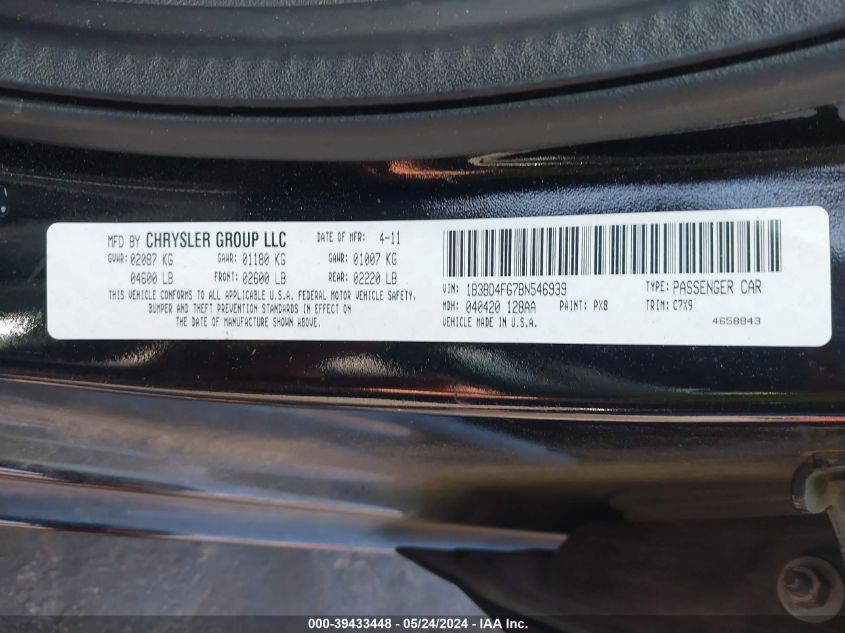 MFD BY CHRYSLER GROUP LLC DATE OF MFR: 4-11
GVWR: 02087 KG GAWR: 01180 KG GAWR: 01007 KG
04600 LB FRONT: 02600 LB REAR: 02220 LB
THIS VEHICLE CONFORMS TO ALL APPLICABLE U.S.A. FEDERAL MOTOR VEHICLE SAFETY,
BUMPER AND THEFT PREVENTION STANDARDS IN EFFECT ON
THE DATE OF MANUFACTURE SHOWN ABOVE.
VIN: 1B3BD4FG7BN546939 TYPE: PASSENGER CAR
MDH: 040420 128AA PAINT: PX8 TRIM: C7X9
VEHICLE MADE IN U.S.A. 4658843
000-39433448 - 05/24/2024 - IAA Inc.